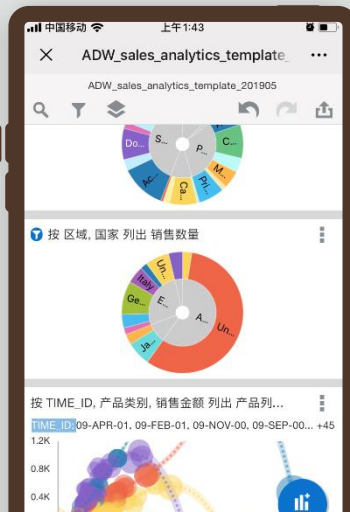 中国移动
上午1:43
ADW_sales_analytics_template_
ADW_sales_analytics_template_201905
Do... S... P... C...
Ac... Ca... Pri... M...
按 区域, 国家 列出 销售数量
Un...
Italy
Ge... E... A... Un...
Ja...
按 TIME_ID, 产品类别, 销售金额 列出 产品列...
TIME_ID: 09-APR-01, 09-FEB-01, 09-NOV-00, 09-SEP-00... +45
1.2K
0.8K
0.4K